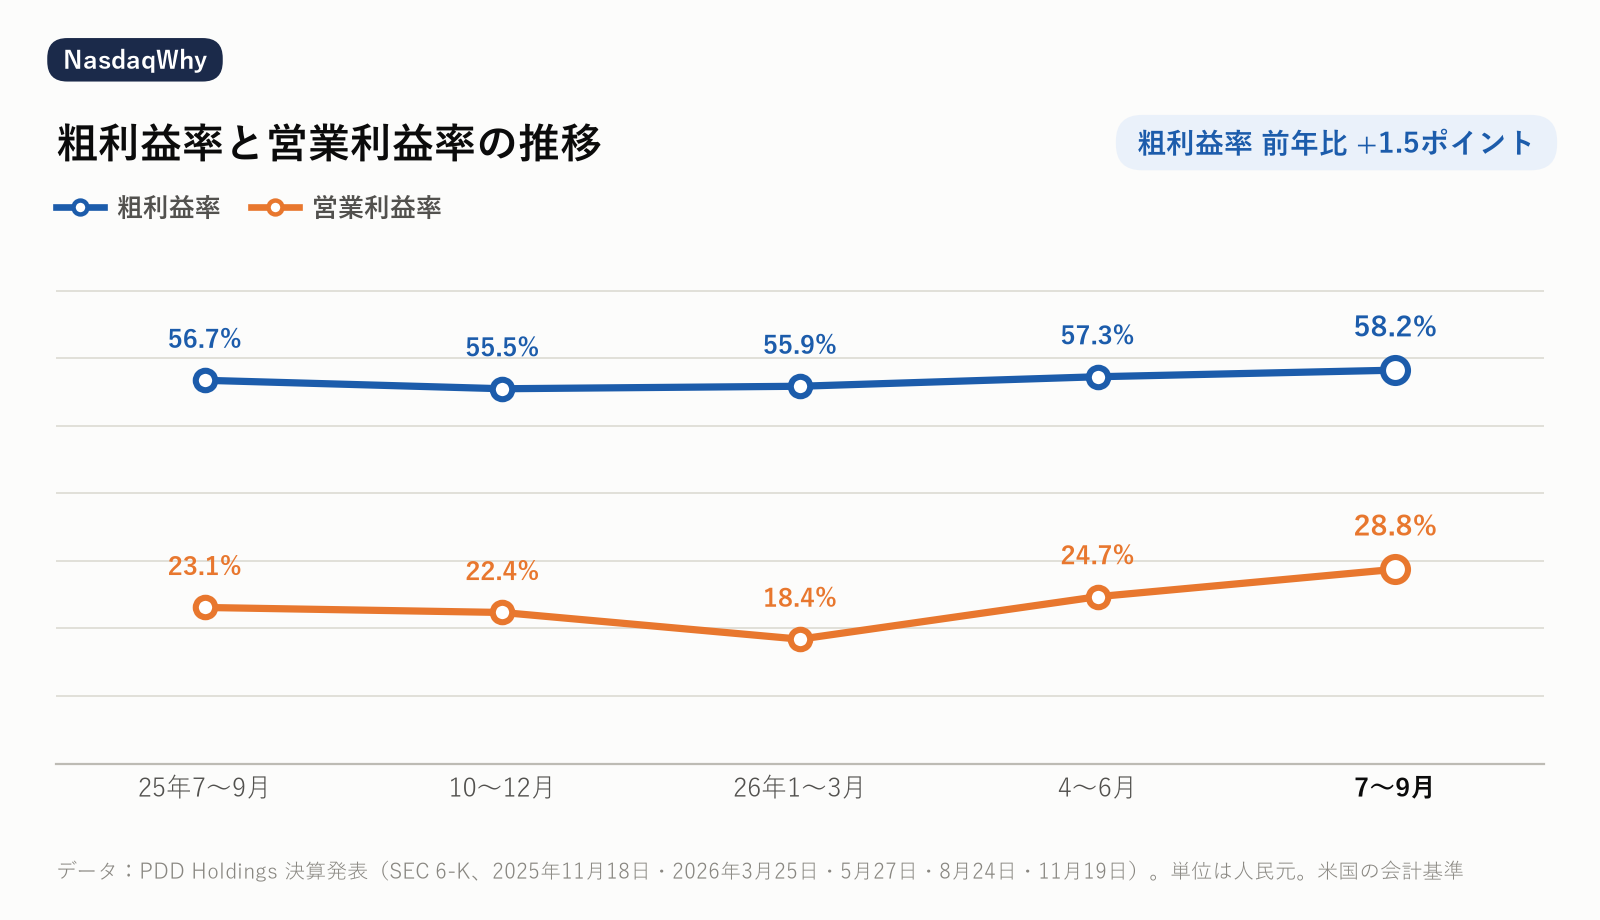 NasdaqWhy
粗利益率と営業利益率の推移
粗利益率 前年比 +1.5ポイント
粗利益率 営業利益率
56.7% 55.5% 55.9% 57.3% 58.2%
23.1% 22.4% 18.4% 24.7% 28.8%
25年7〜9月 10〜12月 26年1〜3月 4〜6月 7〜9月
データ：PDD Holdings 決算発表（SEC 6-K、2025年11月18日・2026年3月25日・5月27日・8月24日・11月19日）。単位は人民元。米国の会計基準